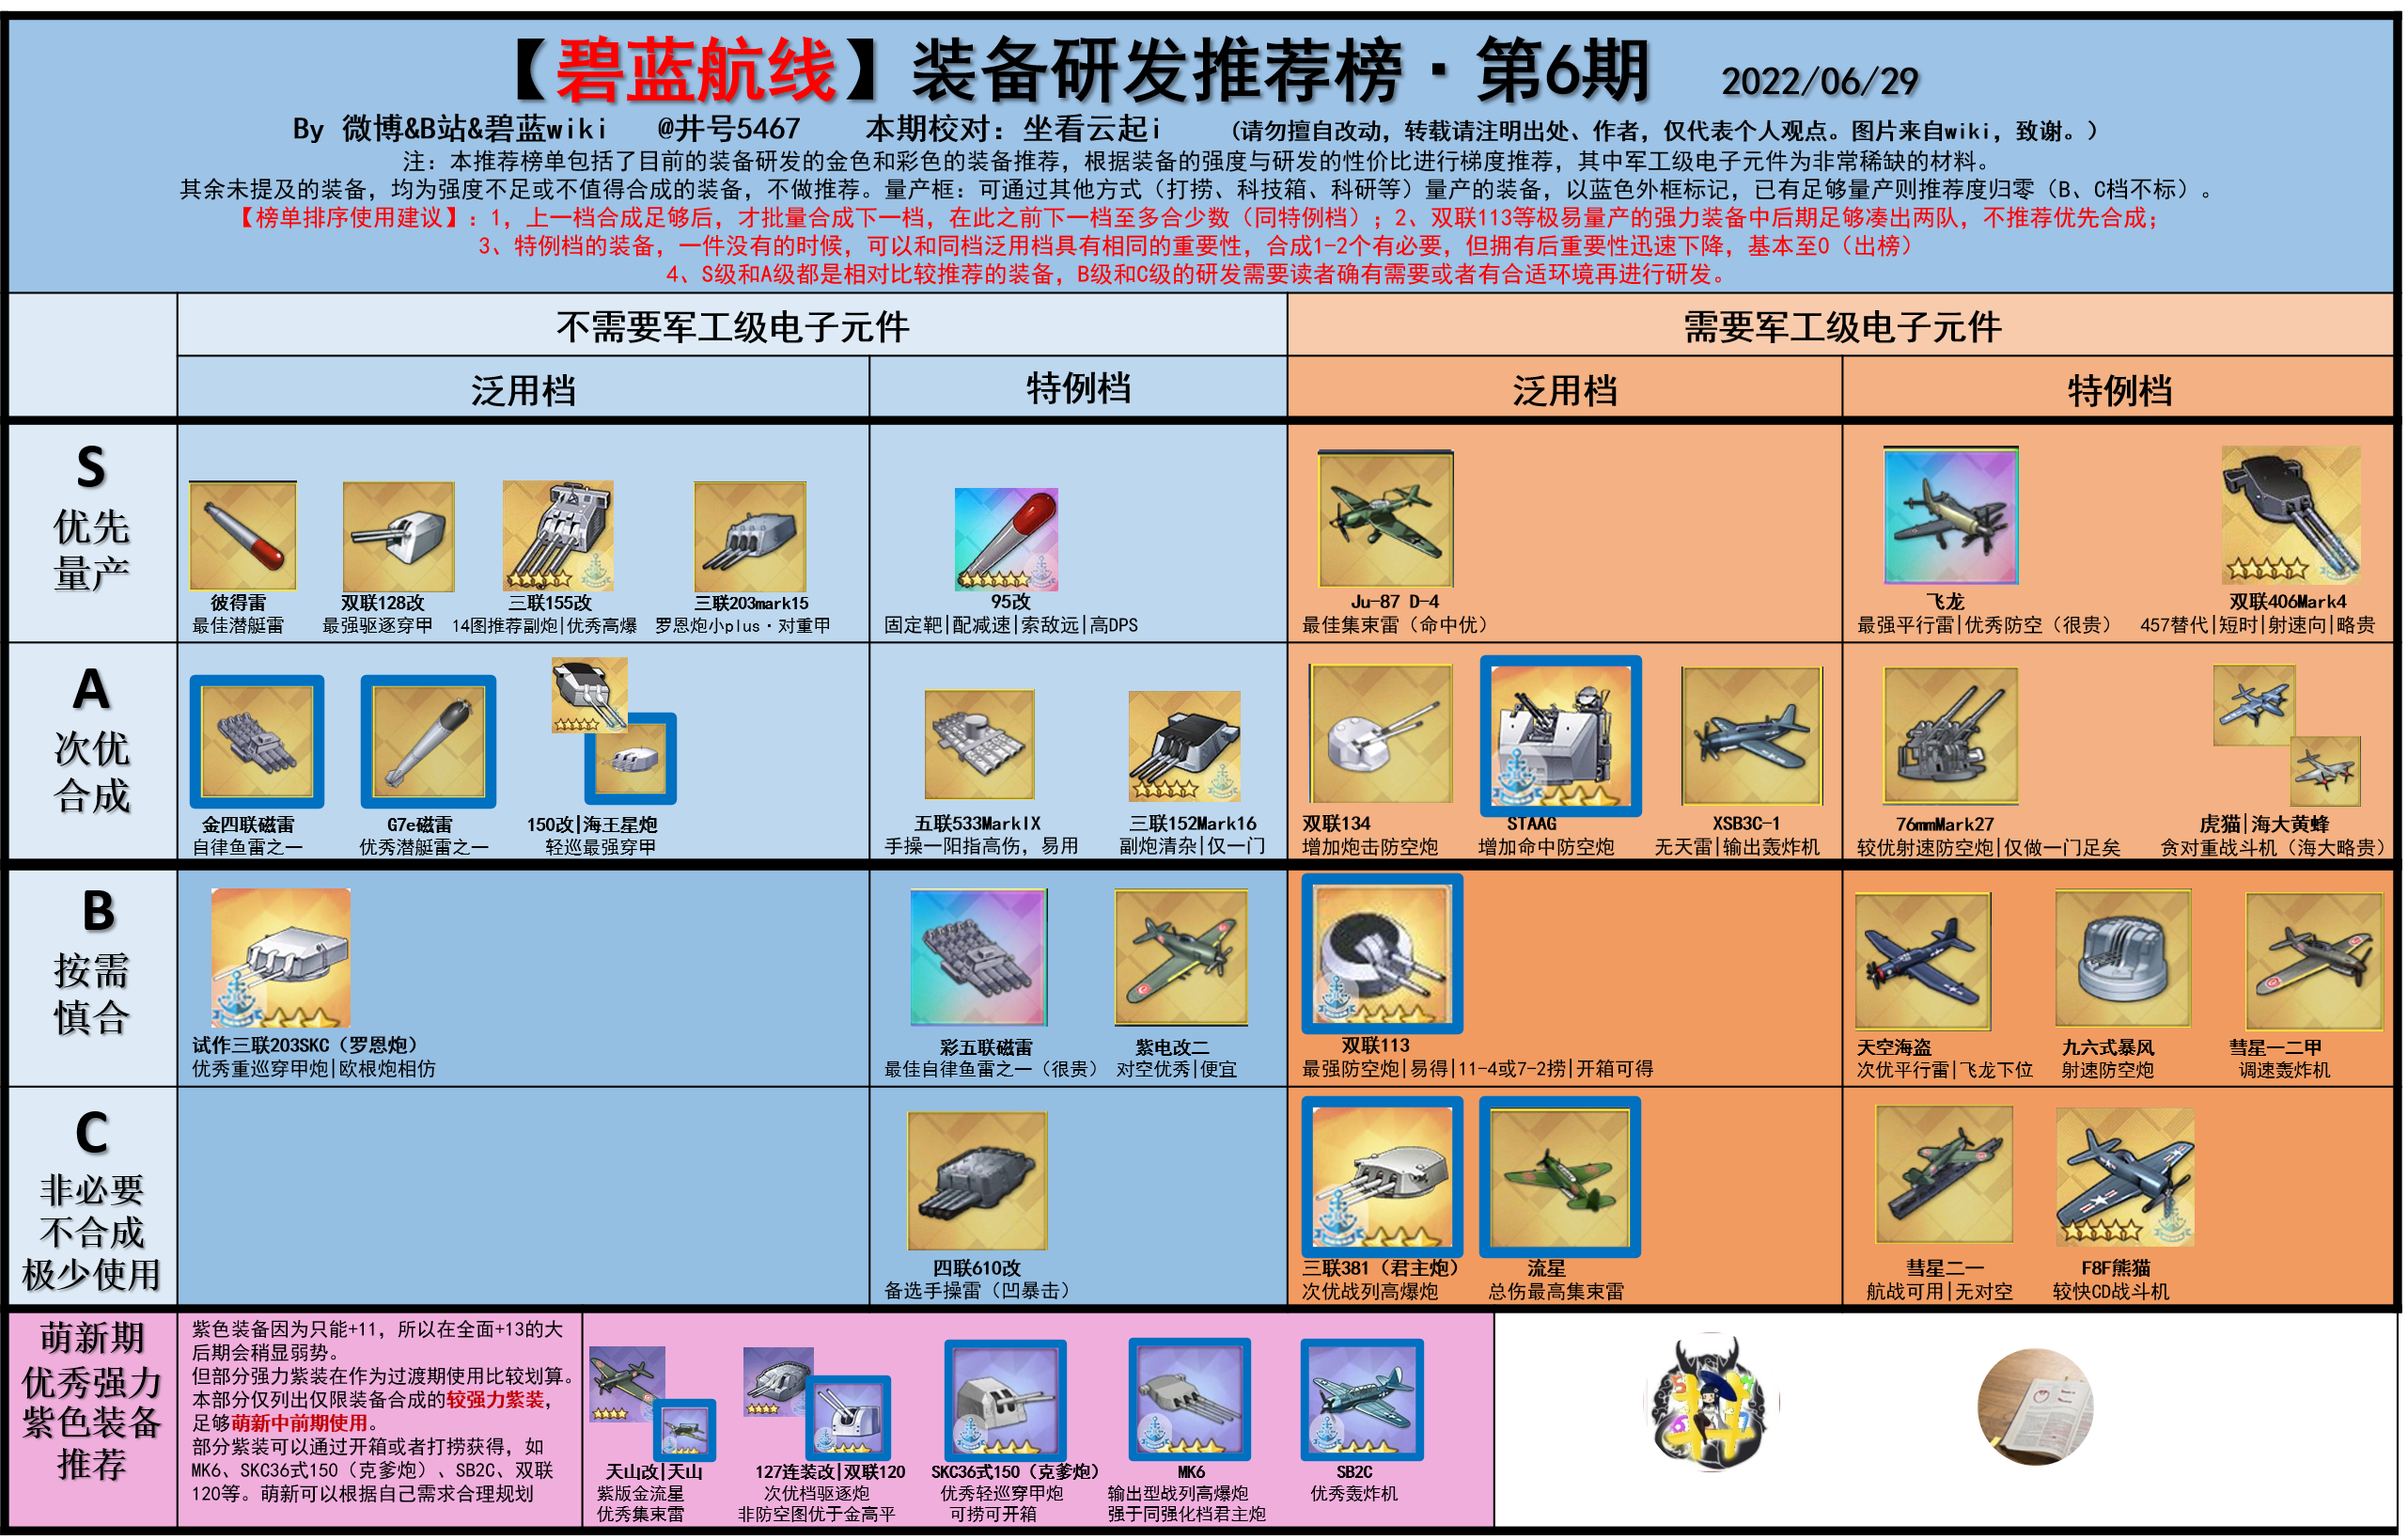 【碧蓝航线】装备研发推荐榜·第6期 2022/06/29
By 微博&B站&碧蓝wiki @井号5467 本期校对：坐看云起i （请勿擅自改动，转载请注明出处、作者，仅代表个人观点。图片来自wiki，致谢。）
注：本推荐榜单包括了目前的装备研发的金色和彩色的装备推荐，根据装备的强度与研发的性价比进行梯度推荐，其中军工级电子元件为非常稀缺的材料。
其余未提及的装备，均为强度不足或不值得合成的装备，不做推荐。量产框：可通过其他方式（打捞、科技箱、科研等）量产的装备，以蓝色外框标记，已有足够量产则推荐度归零（B、C档不标）。
【榜单排序使用建议】：1，上一档合成足够后，才批量合成下一档，在此之前下一档至多合少数（同特例档）；2、双联113等极易量产的强力装备中后期足够凑出两队，不推荐优先合成；
3、特例档的装备，一件没有的时候，可以和同档泛用档具有相同的重要性，合成1-2个有必要，但拥有后重要性迅速下降，基本至0（出榜）
4、S级和A级都是相对比较推荐的装备，B级和C级的研发需要读者确有需要或者有合适环境再进行研发。
不需要军工级电子元件 需要军工级电子元件
泛用档 特例档 泛用档 特例档
S
优先
量产
彼得雷 双联128改 三联155改 三联203mark15 95改 Ju-87 D-4 飞龙 双联406Mark4
最佳潜艇雷 最强驱逐穿甲 14图推荐副炮|优秀高爆 罗恩炮小plus·对重甲 固定靶|配减速|索敌远|高DPS 最佳集束雷（命中优） 最强平行雷|优秀防空（很贵） 457替代|短时|射速向|略贵
A
次优
合成
金四联磁雷 G7e磁雷 150改|海王星炮 五联533MarkIX 三联152Mark16 双联134 STAAG XSB3C-1 76mmMark27 虎猫|海大黄蜂
自律鱼雷之一 优秀潜艇雷之一 轻巡最强穿甲 手操一阳指高伤，易用 副炮清杂|仅一门 增加炮击防空炮 增加命中防空炮 无天雷|输出轰炸机 较优射速防空炮|仅做一门足矣 贪对重战斗机（海大略贵）
B
按需
慎合
试作三联203SKC（罗恩炮） 彩五联磁雷 紫电改二 双联113 天空海盗 九六式暴风 彗星一二甲
优秀重巡穿甲炮|欧根炮相仿 最佳自律鱼雷之一（很贵） 对空优秀|便宜 最强防空炮|易得|11-4或7-2捞|开箱可得 次优平行雷|飞龙下位 射速防空炮 调速轰炸机
C
非必要
不合成
极少使用
四联610改 三联381（君主炮） 流星 彗星二一 F8F熊猫
备选手操雷（凹暴击） 次优战列高爆炮 总伤最高集束雷 航战可用|无对空 较快CD战斗机
萌新期
优秀强力
紫色装备
推荐
紫色装备因为只能+11，所以在全面+13的大
后期会稍显弱势。
但部分强力紫装在作为过渡期使用比较划算。
本部分仅列出仅限装备合成的较强力紫装，
足够萌新中前期使用。
部分紫装可以通过开箱或者打捞获得，如
MK6、SKC36式150（克爹炮）、SB2C、双联
120等。萌新可以根据自己需求合理规划
天山改|天山 127连装改|双联120 SKC36式150（克爹炮） MK6 SB2C
紫版金流星 次优档驱逐炮 优秀轻巡穿甲炮 输出型战列高爆炮 优秀轰炸机
优秀集束雷 非防空图优于金高平 可捞可开箱 强于同强化档君主炮